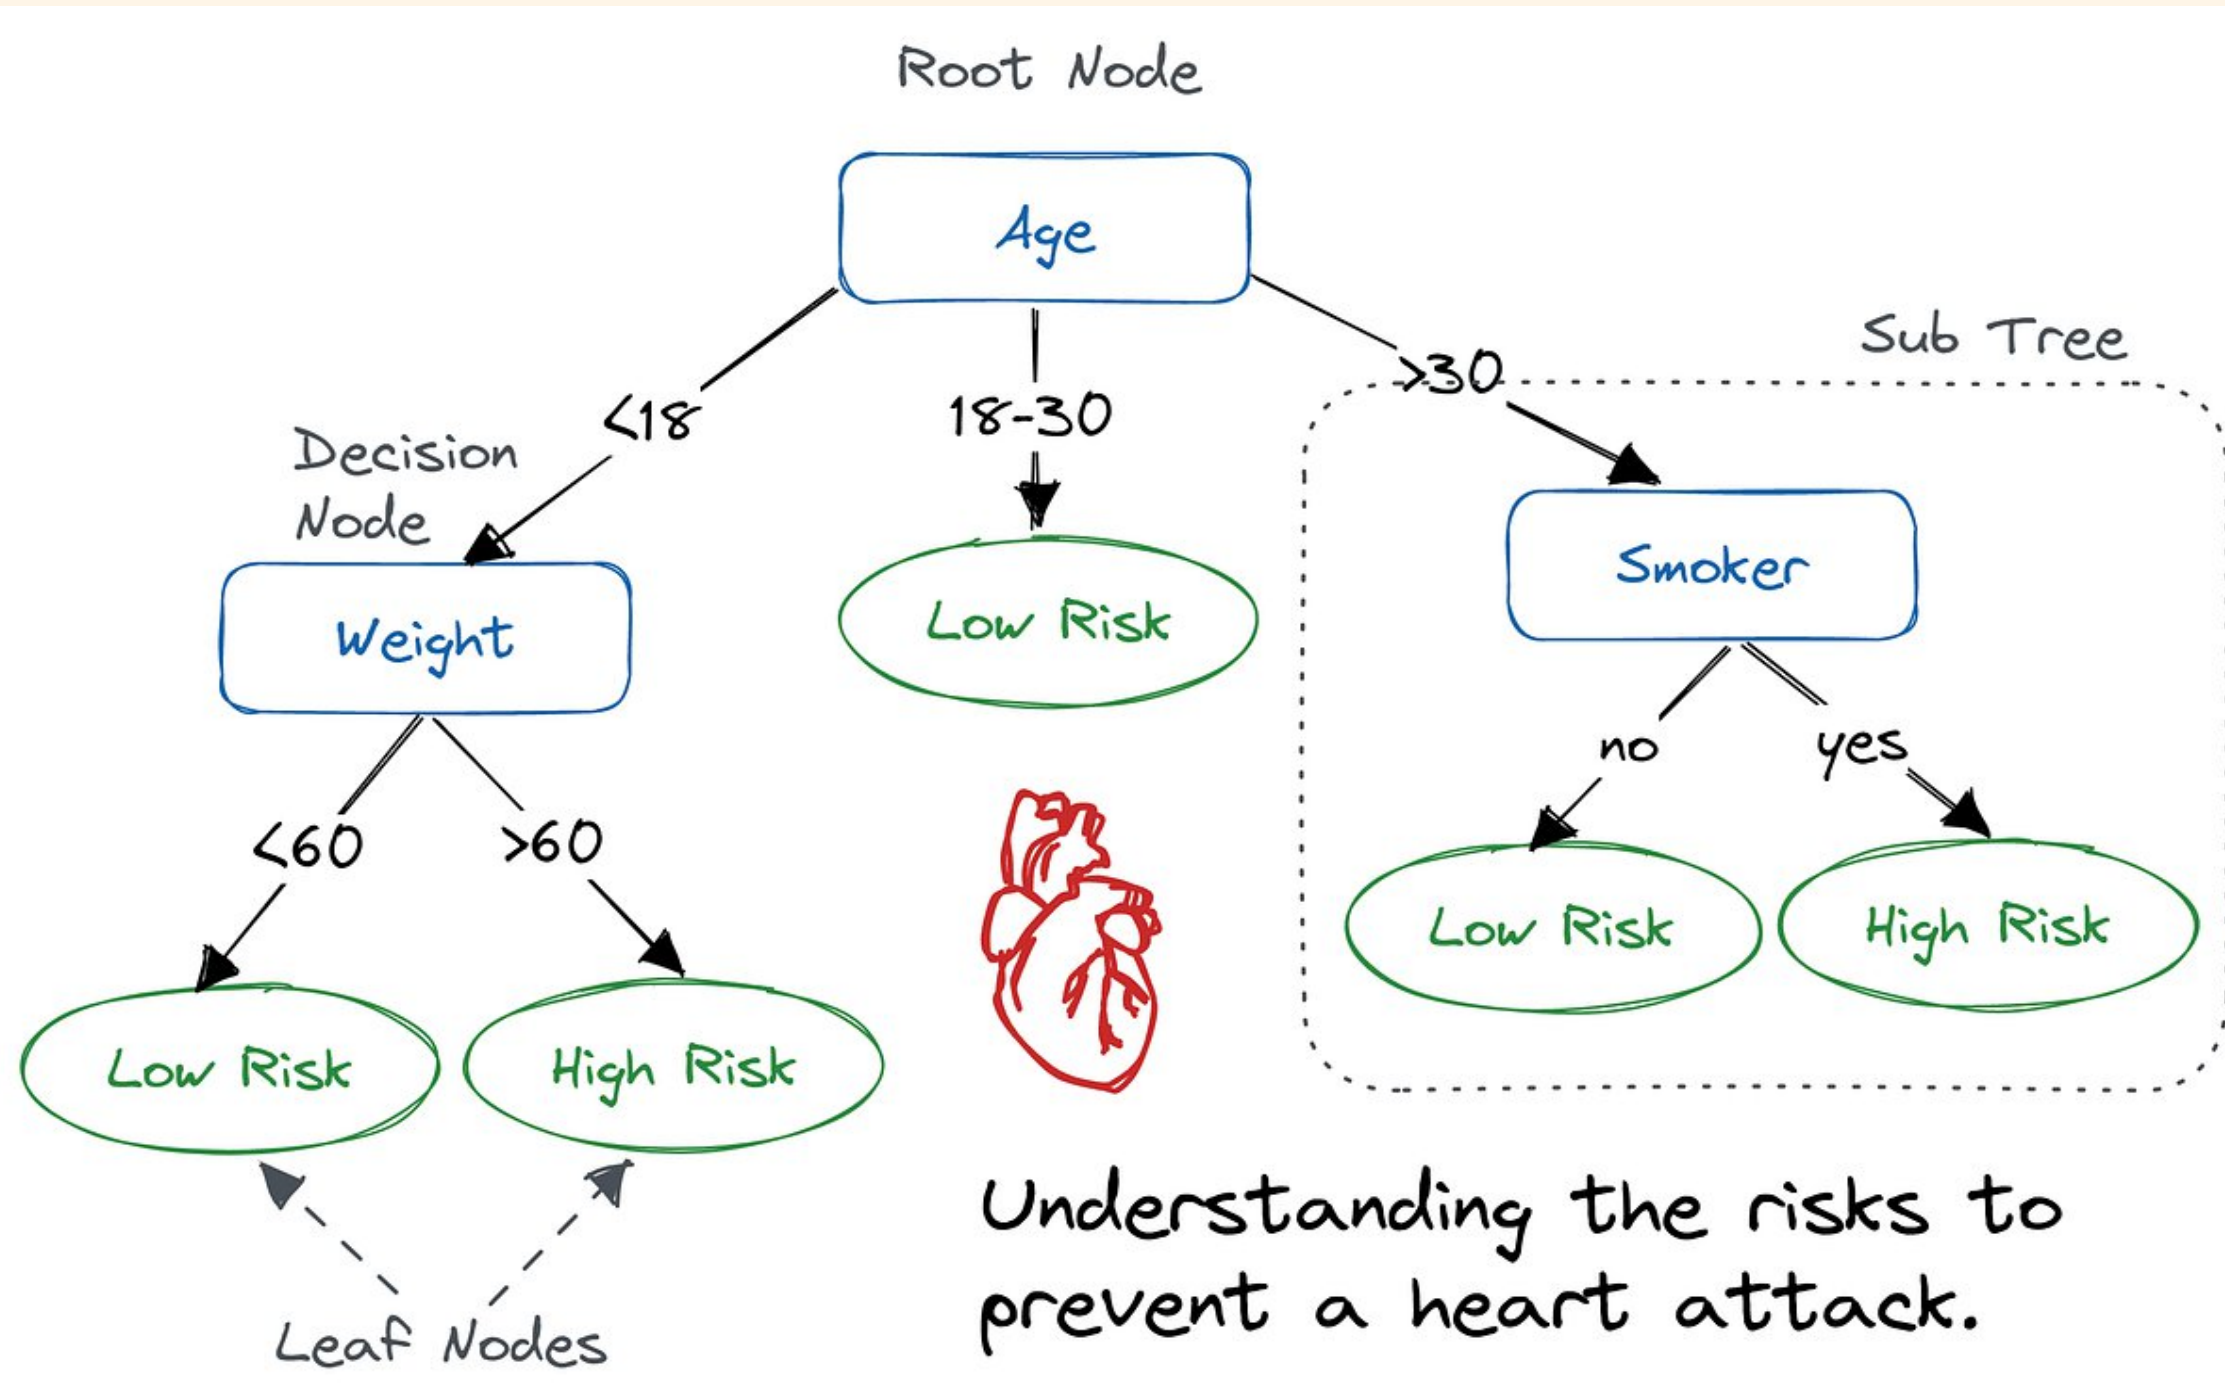 Root Node
Age
<18
18-30
>30
Sub Tree
Decision
Node
Weight
Low Risk
Smoker
<60
>60
no
yes
Low Risk
High Risk
Low Risk
High Risk
Leaf Nodes
Understanding the risks to
prevent a heart attack.